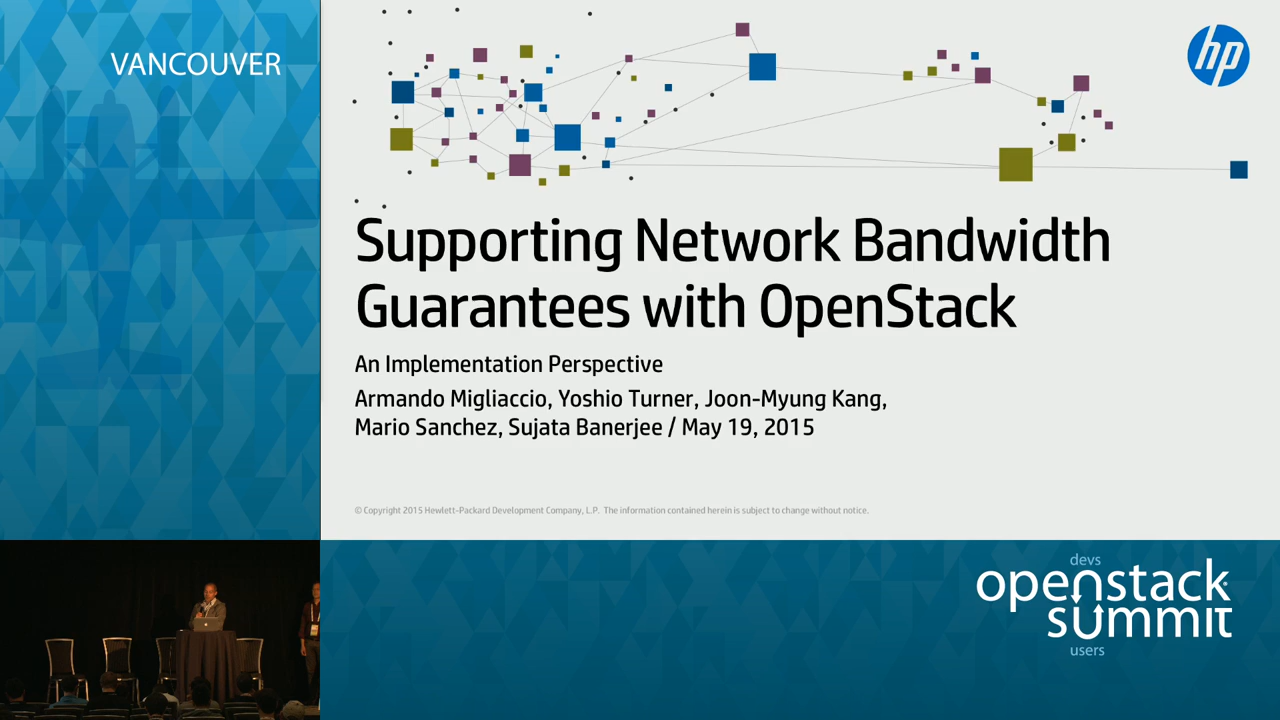 VANCOUVER
hp
Supporting Network Bandwidth
Guarantees with OpenStack
An Implementation Perspective
Armando Migliaccio, Yoshio Turner, Joon-Myung Kang,
Mario Sanchez, Sujata Banerjee / May 19, 2015
© Copyright 2015 Hewlett-Packard Development Company, L.P. The information contained herein is subject to change without notice.
devs
openstack
summit
users